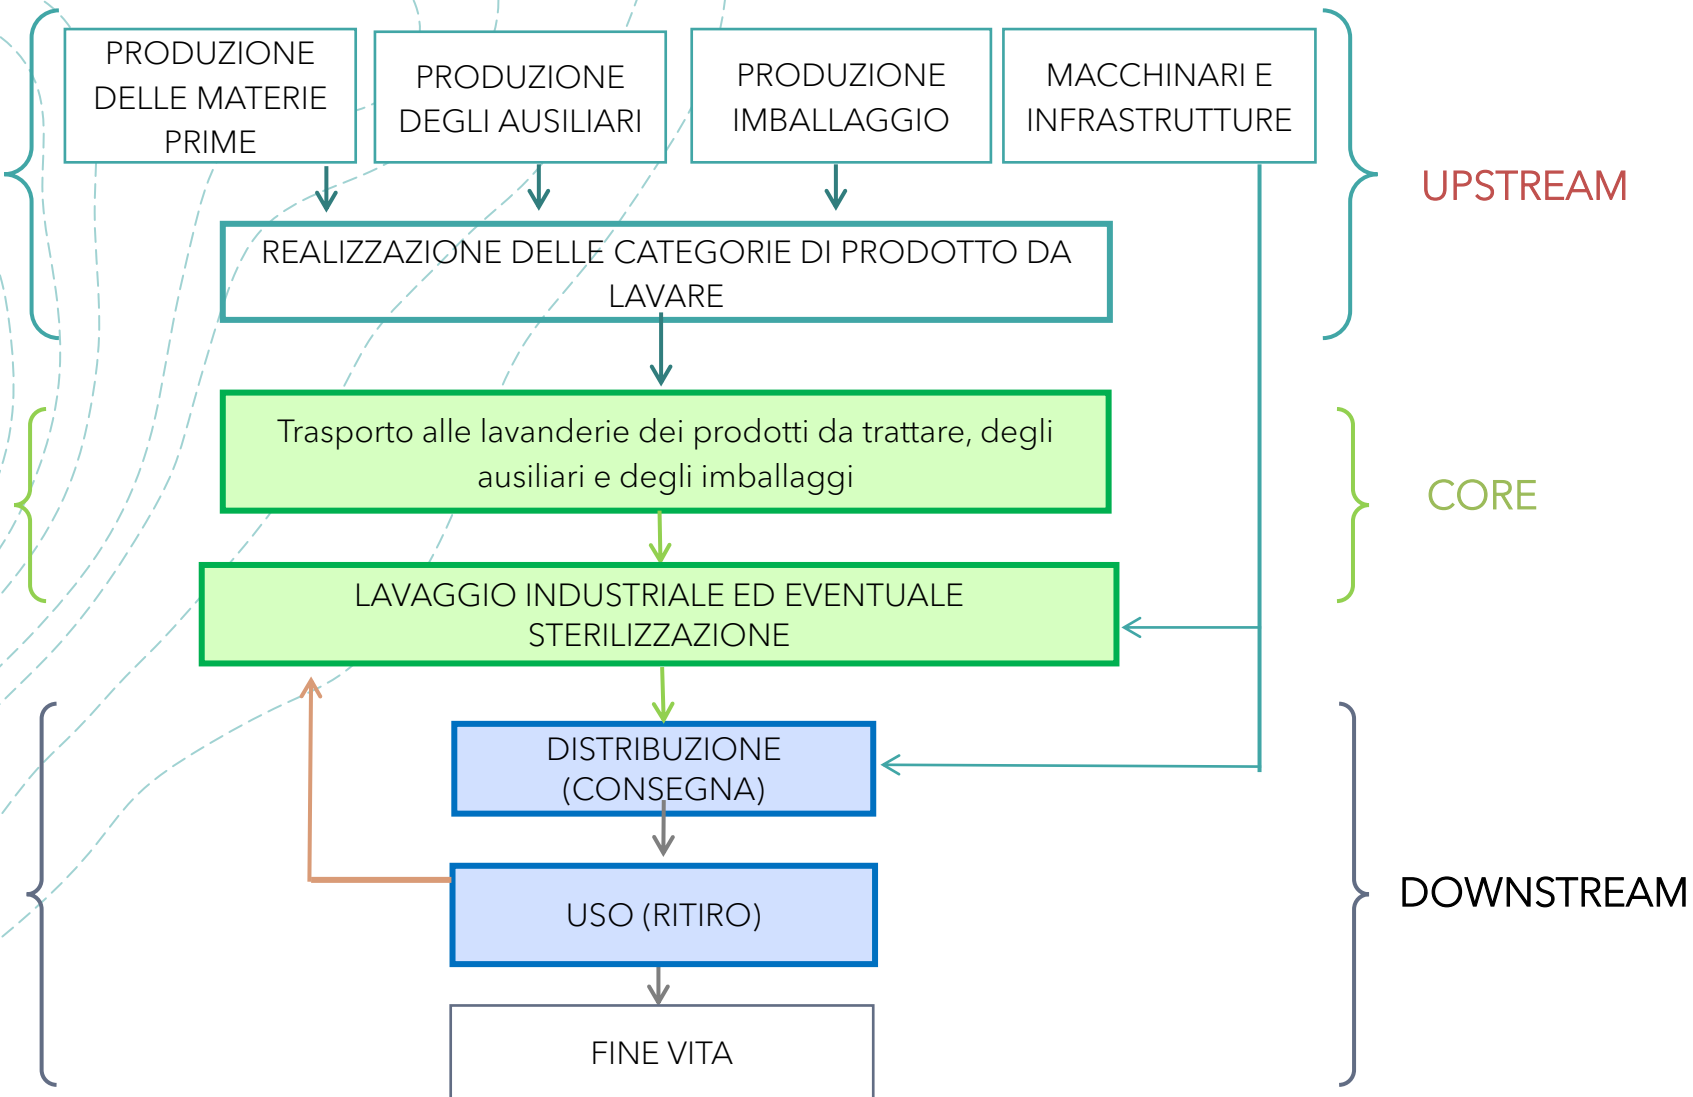 PRODUZIONE
DELLE MATERIE
PRIME
PRODUZIONE
DEGLI AUSILIARI
PRODUZIONE
IMBALLAGGIO
MACCHINARI E
INFRASTRUTTURE
UPSTREAM
REALIZZAZIONE DELLE CATEGORIE DI PRODOTTO DA
LAVARE
Trasporto alle lavanderie dei prodotti da trattare, degli
ausiliari e degli imballaggi
CORE
LAVAGGIO INDUSTRIALE ED EVENTUALE
STERILIZZAZIONE
DISTRIBUZIONE
(CONSEGNA)
USO (RITIRO)
DOWNSTREAM
FINE VITA